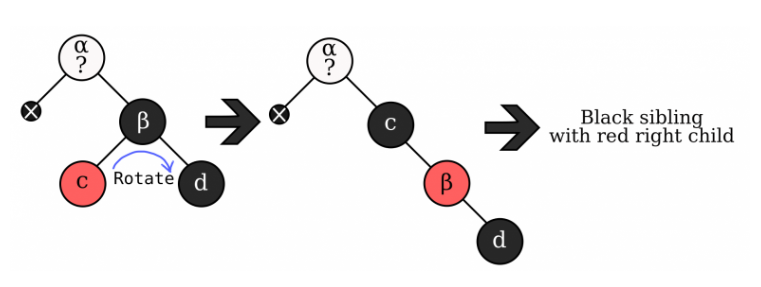 α
?
β
c
Rotate
d
α
?
c
β
d
Black sibling
with red right child